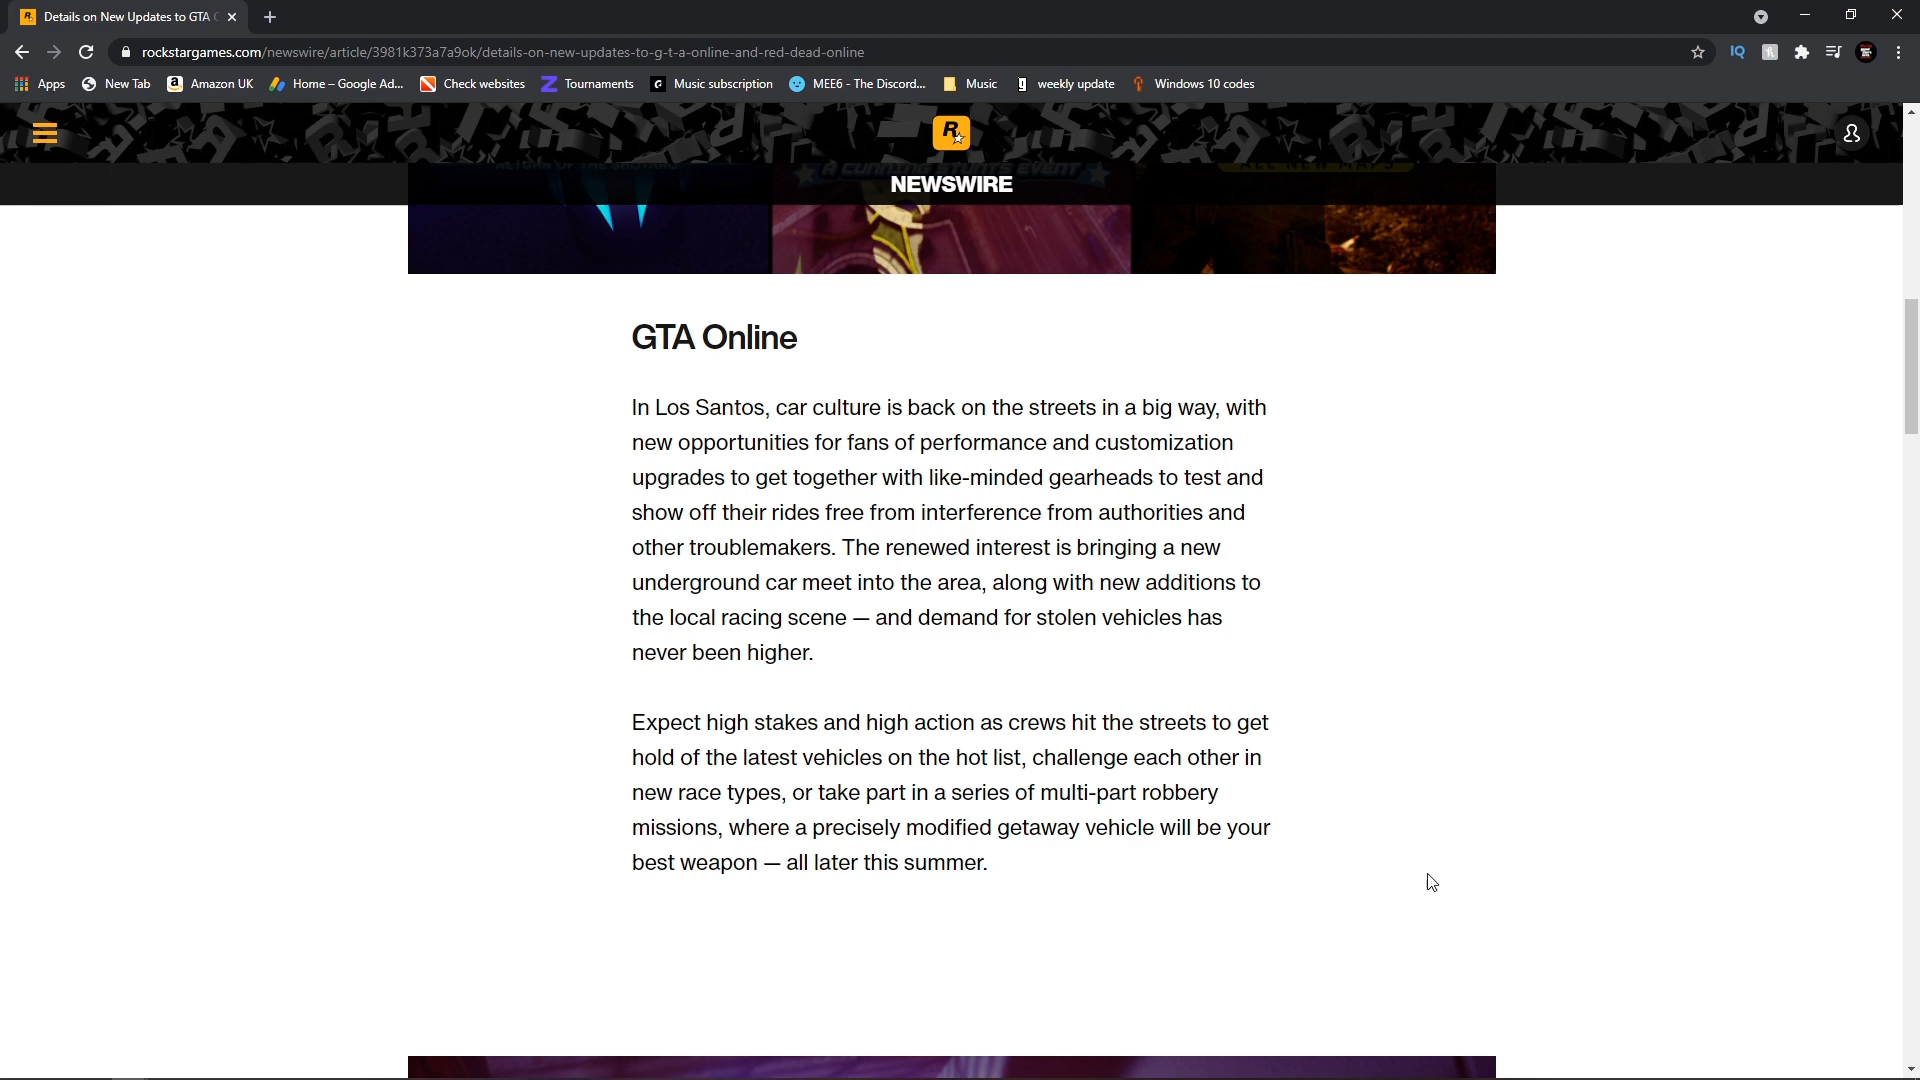 Details on New Updates to GTA
rockstargames.com/newswire/article/3981k373a7a9ok/details-on-new-updates-to-g-t-a-online-and-red-dead-online
IQ
Apps
New Tab
Amazon UK
Home – Google Ad...
Check websites
Tournaments
Music subscription
MEE6 - The Discord...
Music
weekly update
Windows 10 codes
R
A CUNNING STUNTS EVENT
ALL NEW MAPS
NEWSWIRE
GTA Online
In Los Santos, car culture is back on the streets in a big way, with
new opportunities for fans of performance and customization
upgrades to get together with like-minded gearheads to test and
show off their rides free from interference from authorities and
other troublemakers. The renewed interest is bringing a new
underground car meet into the area, along with new additions to
the local racing scene — and demand for stolen vehicles has
never been higher.
Expect high stakes and high action as crews hit the streets to get
hold of the latest vehicles on the hot list, challenge each other in
new race types, or take part in a series of multi-part robbery
missions, where a precisely modified getaway vehicle will be your
best weapon — all later this summer.